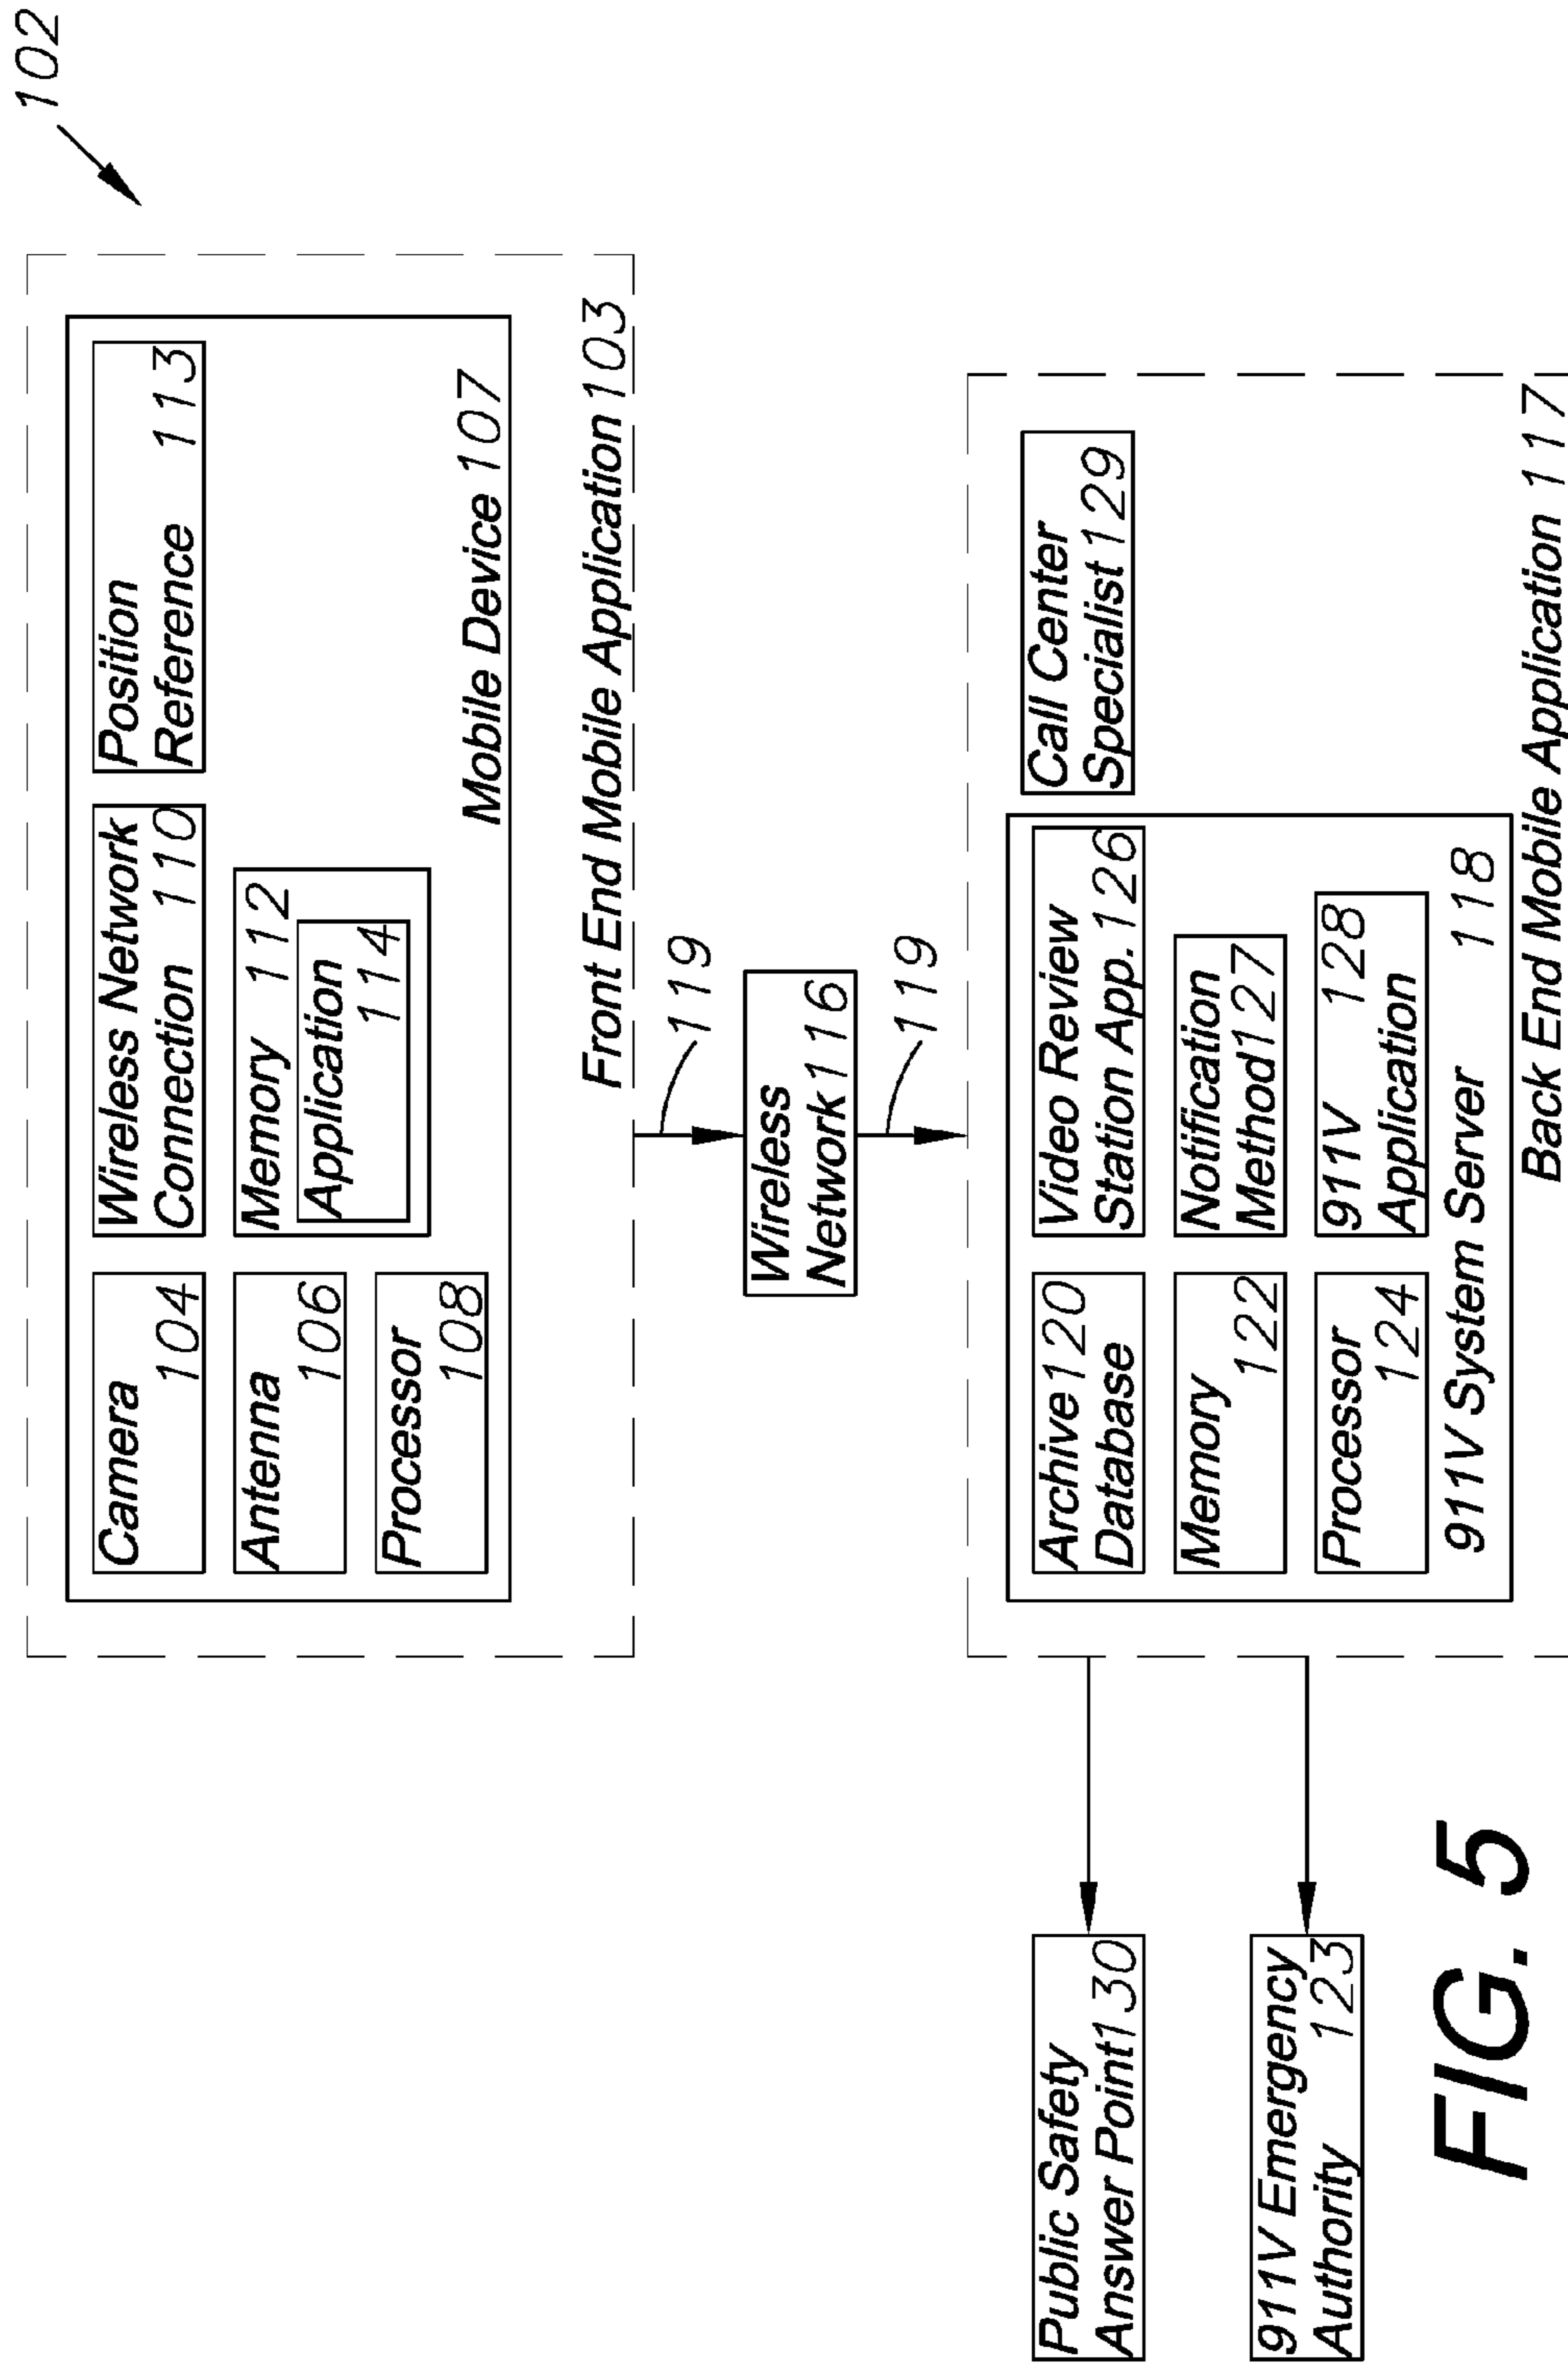 102
Camera
104
Antenna
106
Processor
108
Wireless Network
Connection 110
Memory 112
Application
114
Position
Reference 113
Mobile Device 107
Front End Mobile Application 103
119
Wireless
Network 116
119
Archive 120
Database
Memory
122
Processor
124
Video Review
Station App. 126
Notification
Method 127
911V 128
Application
911V System Server 118
Call Center
Specialist 129
Back End Mobile Application 117
Public Safety
Answer Point 130
911V Emergency
Authority 123
FIG. 5